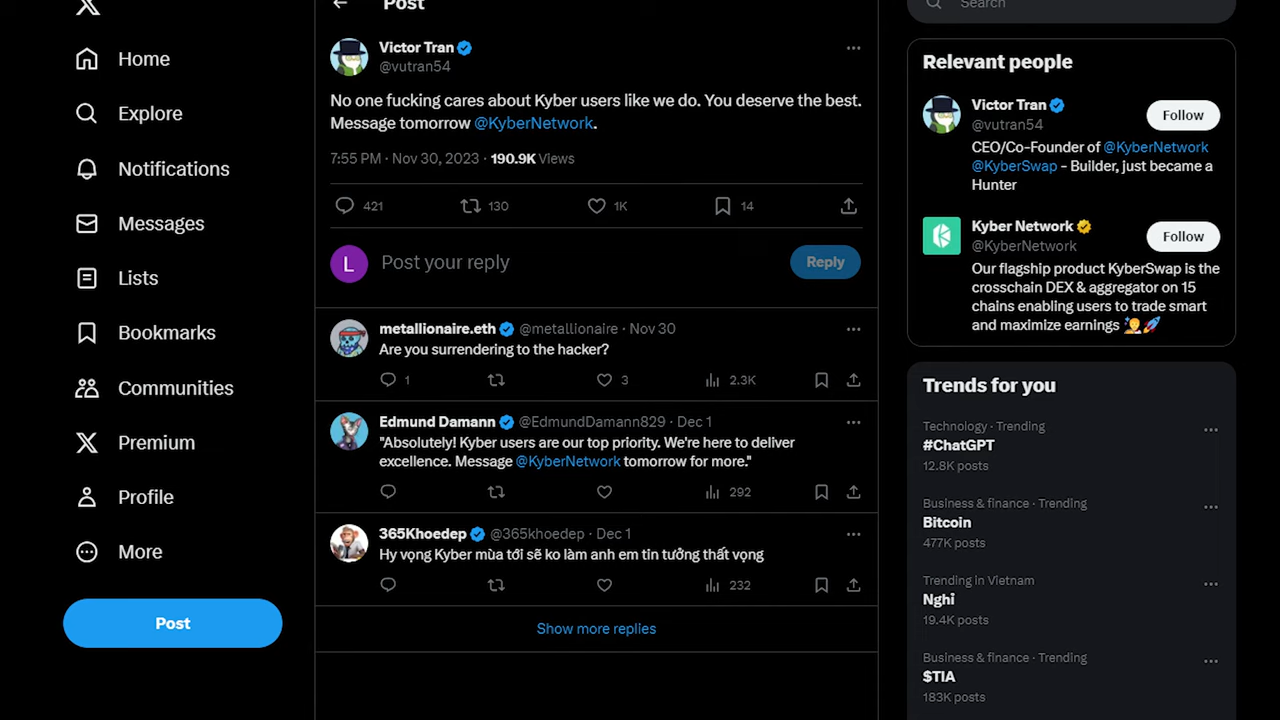 Post
Search
Home
Explore
Notifications
Messages
Lists
Bookmarks
Communities
Premium
Profile
More
Post
Victor Tran
@vutran54
No one fucking cares about Kyber users like we do. You deserve the best.
Message tomorrow @KyberNetwork.
7:55 PM · Nov 30, 2023 · 190.9K Views
421
130
1K
14
L
Post your reply
Reply
metallionaire.eth @metallionaire · Nov 30
Are you surrendering to the hacker?
1
3
2.3K
Edmund Damann @EdmundDamann829 · Dec 1
"Absolutely! Kyber users are our top priority. We're here to deliver
excellence. Message @KyberNetwork tomorrow for more."
292
365Khoedep @365khoedep · Dec 1
Hy vọng Kyber mùa tới sẽ ko làm anh em tin tưởng thất vọng
232
Show more replies
Relevant people
Victor Tran
@vutran54
Follow
CEO/Co-Founder of @KyberNetwork
@KyberSwap - Builder, just became a
Hunter
Kyber Network
@KyberNetwork
Follow
Our flagship product KyberSwap is the
crosschain DEX & aggregator on 15
chains enabling users to trade smart
and maximize earnings
Trends for you
Technology · Trending
#ChatGPT
12.8K posts
Business & finance · Trending
Bitcoin
477K posts
Trending in Vietnam
Nghỉ
19.4K posts
Business & finance · Trending
$TIA
183K posts